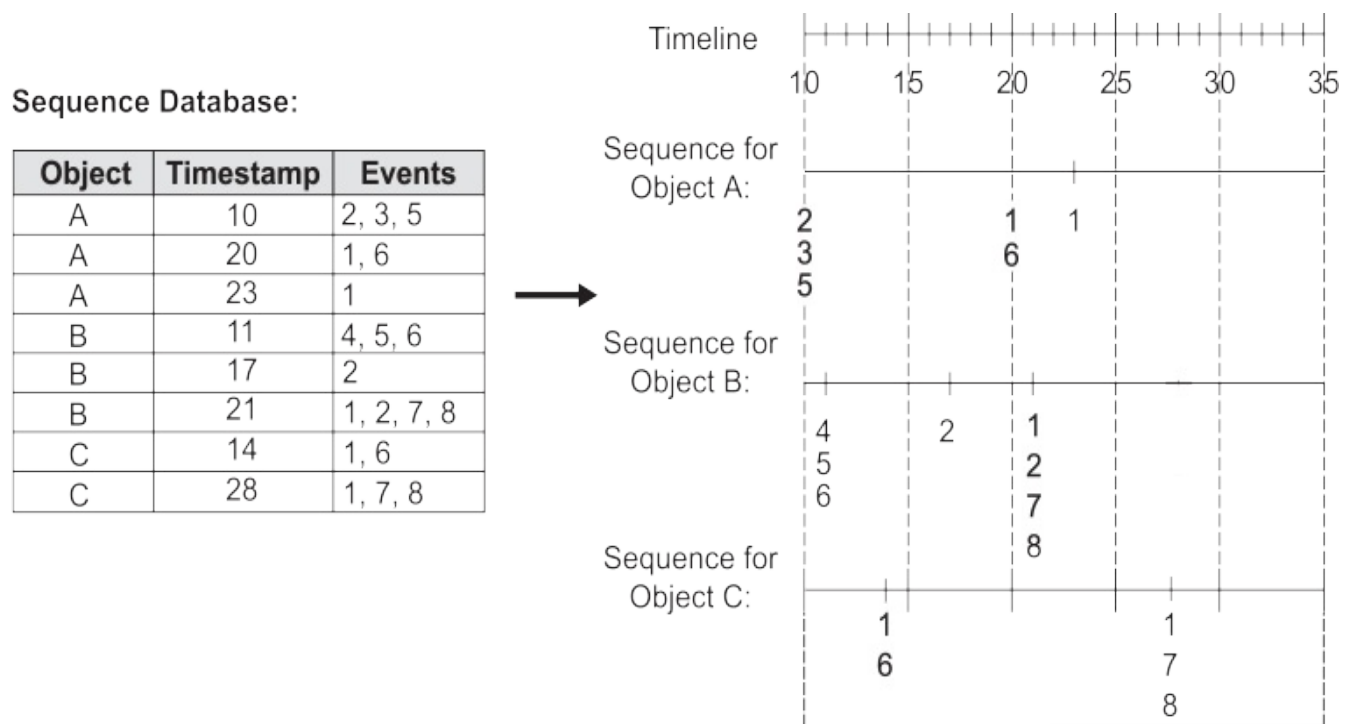 Sequence Database:
Object Timestamp Events
A 10 2, 3, 5
A 20 1, 6
A 23 1
B 11 4, 5, 6
B 17 2
B 21 1, 2, 7, 8
C 14 1, 6
C 28 1, 7, 8
Timeline
10 15 20 25 30 35
Sequence for
Object A:
2 1 1
3 6
5
Sequence for
Object B:
4 2 1
5 2
6 7
8
Sequence for
Object C:
1 1
6 7
8